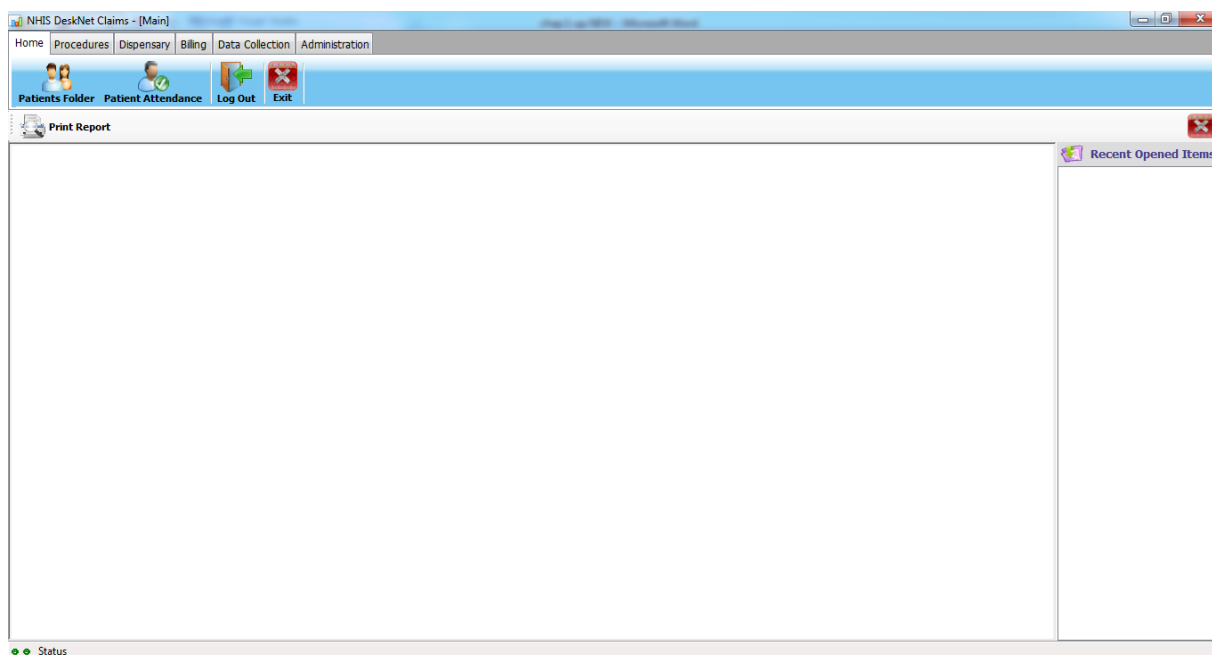 NHIS DeskNet Claims - [Main]
Home Procedures Dispensary Billing Data Collection Administration
Patients Folder Patient Attendance Log Out Exit
Print Report
Recent Opened Items
Status